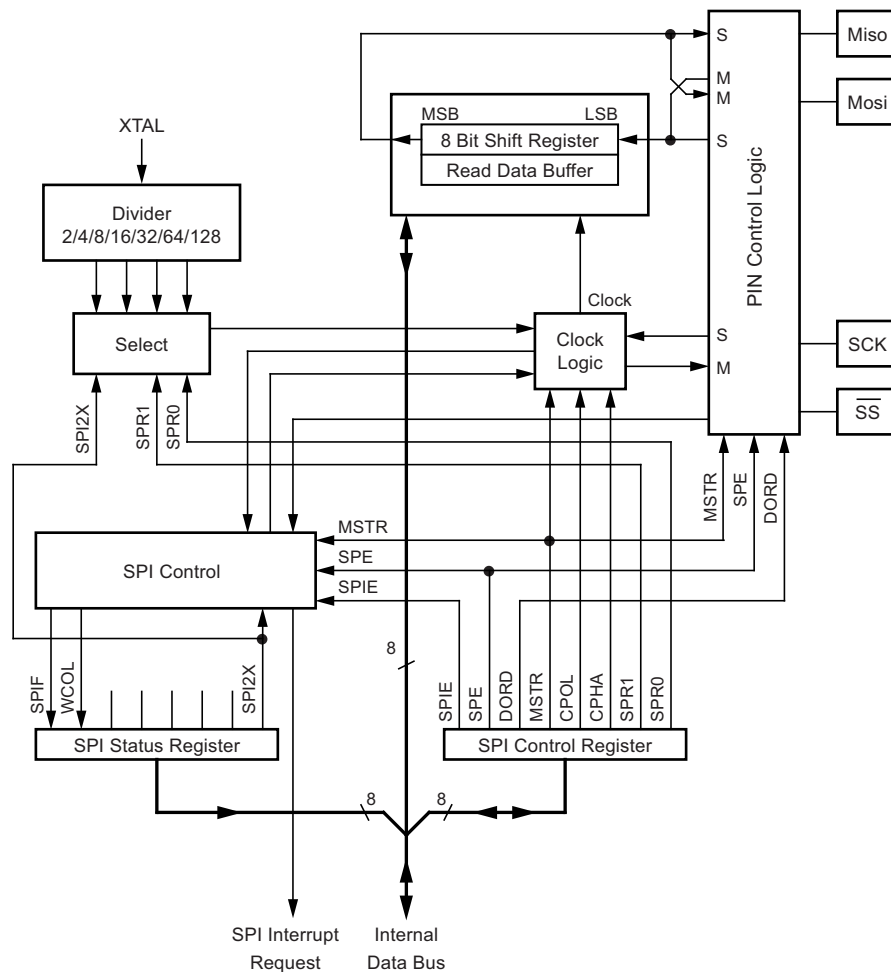 Miso
S
M
M
Mosi
MSB
LSB
XTAL
8 Bit Shift Register
S
Read Data Buffer
Divider
2/4/8/16/32/64/128
PIN Control Logic
Clock
Select
Clock
Logic
S
SCK
M
SPI2X
SPR1
SPR0
SS
MSTR
SPE
DORD
MSTR
SPI Control
SPE
SPIE
8
SPIF
WCOL
SPI2X
SPIE
SPE
DORD
MSTR
CPOL
CPHA
SPR1
SPR0
SPI Status Register
SPI Control Register
8
8
SPI Interrupt
Request
Internal
Data Bus